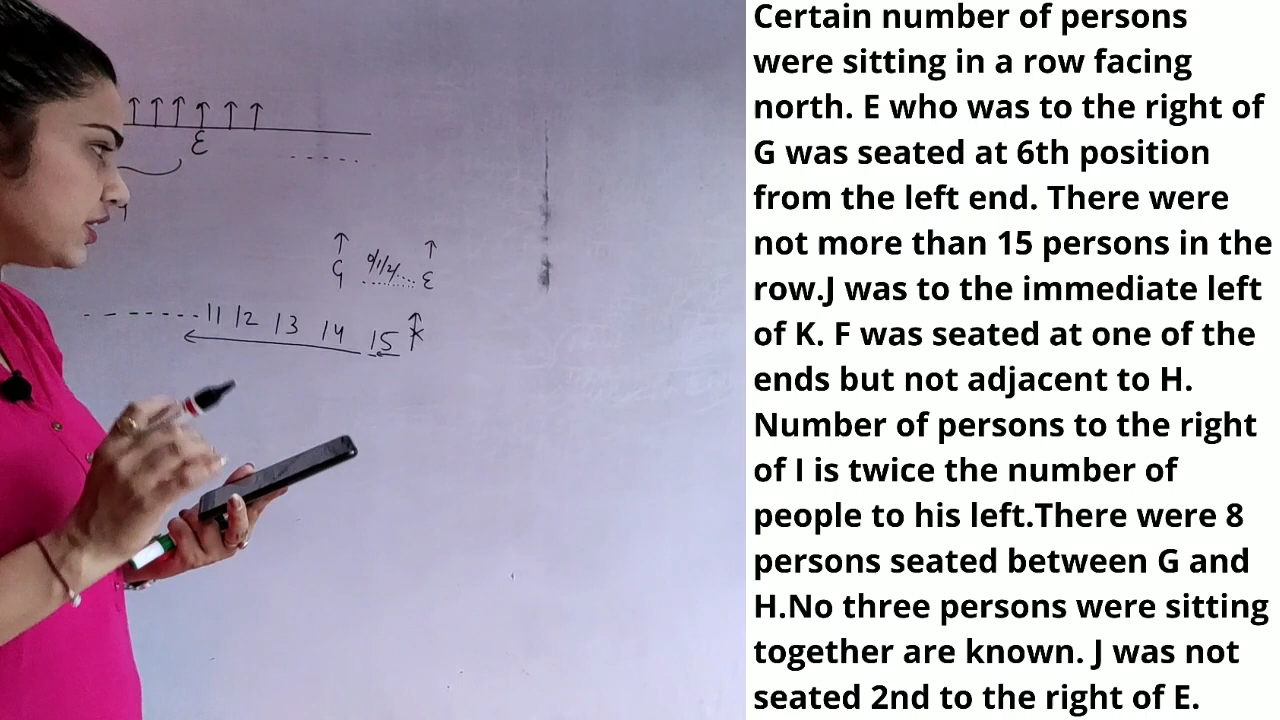 ε
G 0/1/2/.... ε
11 12 13 14 15 K
Certain number of persons
were sitting in a row facing
north. E who was to the right of
G was seated at 6th position
from the left end. There were
not more than 15 persons in the
row.J was to the immediate left
of K. F was seated at one of the
ends but not adjacent to H.
Number of persons to the right
of I is twice the number of
people to his left.There were 8
persons seated between G and
H.No three persons were sitting
together are known. J was not
seated 2nd to the right of E.